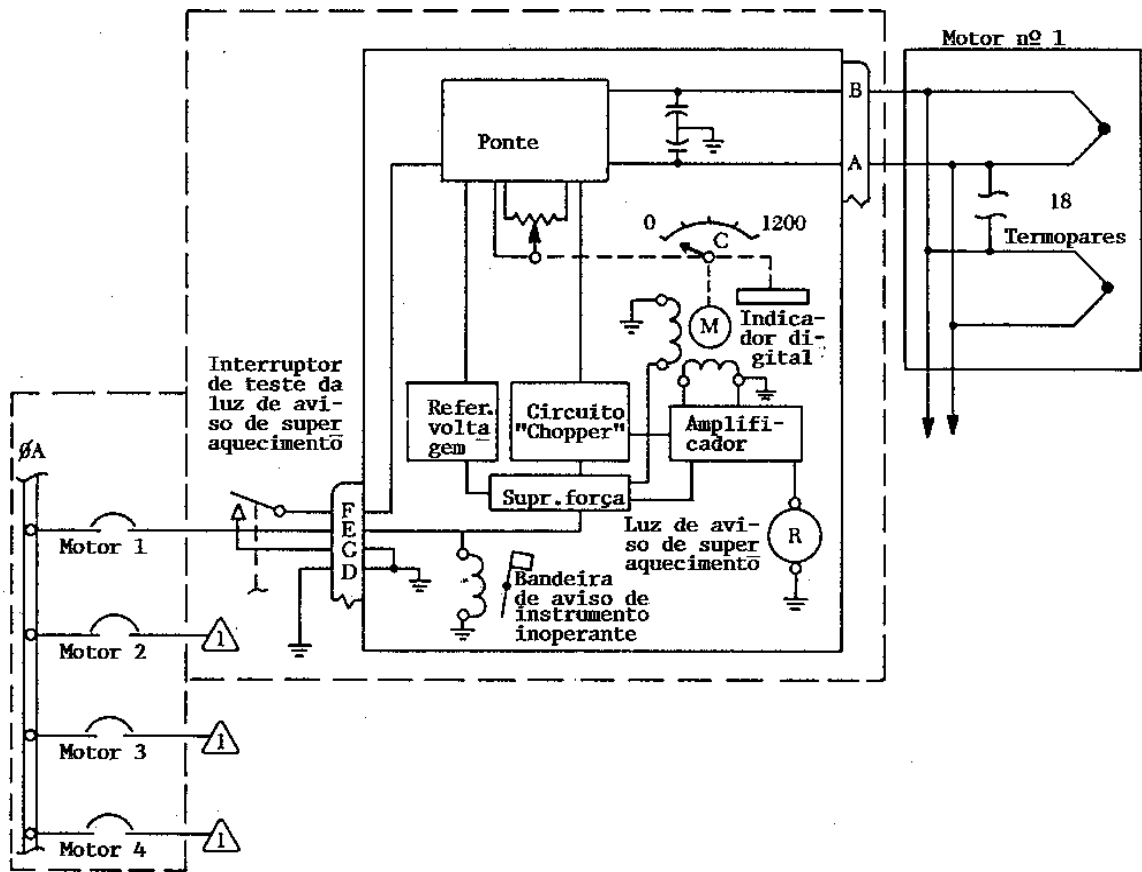 Motor nº 1
B
A
Ponte
18
Termopares
0
1200
C
M
Indica-
dor di-
gital
Interruptor
de teste da
luz de avi-
so de super
aquecimento
Refer.
volta
gem
Circuito
"Chopper"
Amplifi-
cador
Supr.força
ØA
F
E
G
D
Luz de avi-
so de super
aquecimento
R
Bandeira
de aviso de
instrumento
inoperante
Motor 1
Motor 2
1
Motor 3
1
Motor 4
1